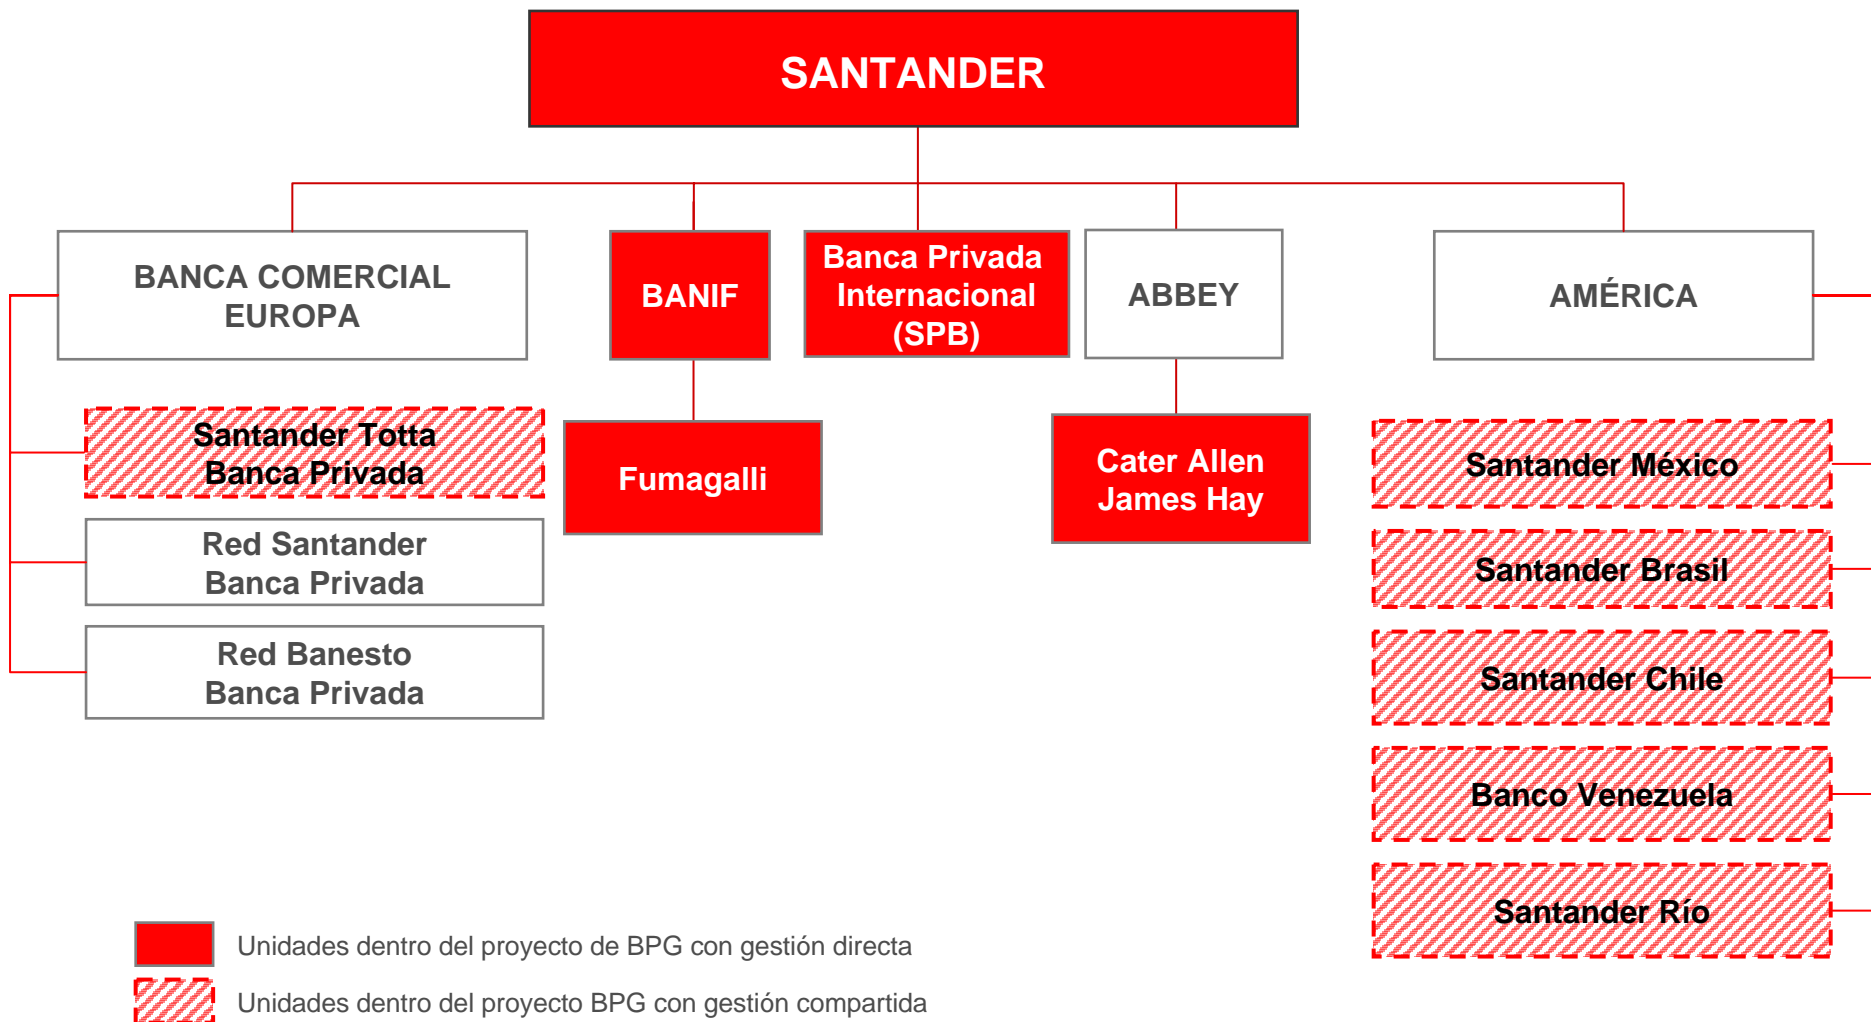 SANTANDER
BANCA COMERCIAL
EUROPA
BANIF
Banca Privada
Internacional
(SPB)
ABBEY
AMÉRICA
Santander Totta
Banca Privada
Red Santander
Banca Privada
Red Banesto
Banca Privada
Fumagalli
Cater Allen
James Hay
Santander México
Santander Brasil
Santander Chile
Banco Venezuela
Santander Río
Unidades dentro del proyecto de BPG con gestión directa
Unidades dentro del proyecto BPG con gestión compartida